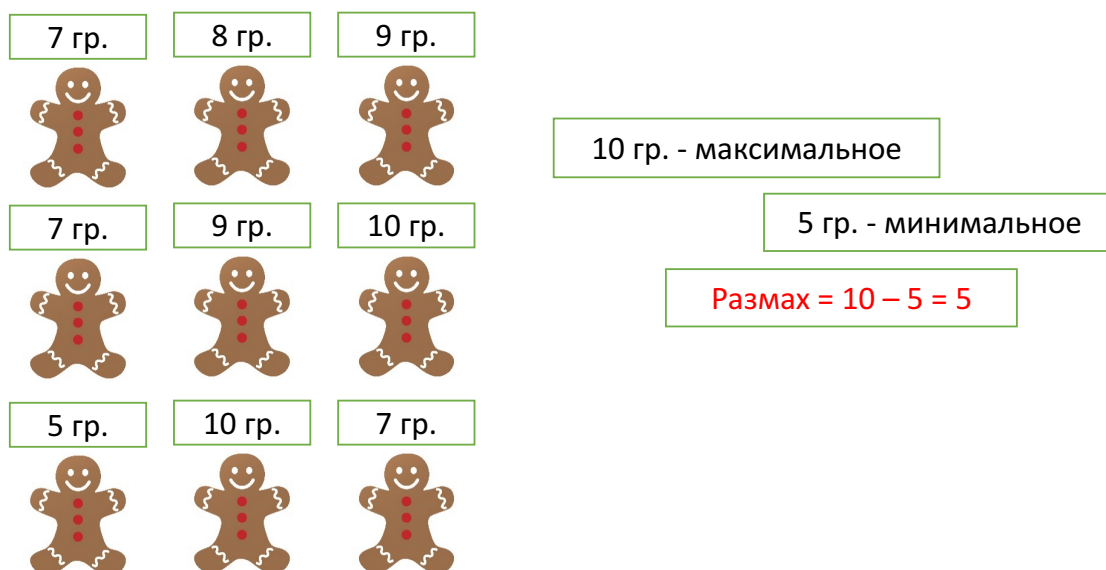 7 гр.
8 гр.
9 гр.
7 гр.
9 гр.
10 гр.
5 гр.
10 гр.
7 гр.
10 гр. - максимальное
5 гр. - минимальное
Размах = 10 – 5 = 5